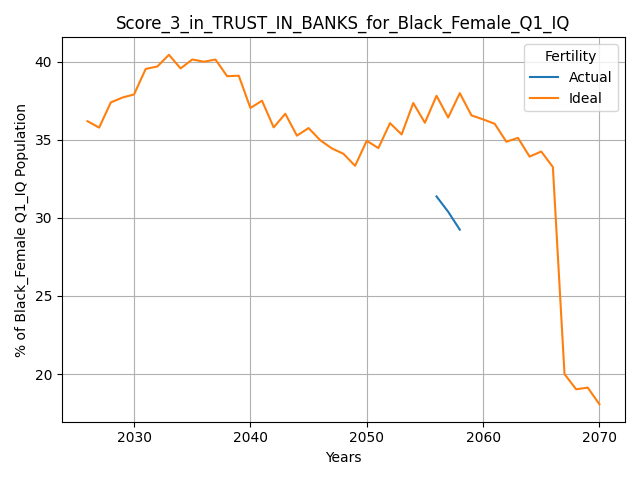 Score_3_in_TRUST_IN_BANKS_for_Black_Female_Q1_IQ
Fertility
Actual
Ideal
% of Black_Female Q1_IQ Population
40
35
30
25
20
2030
2040
2050
2060
2070
Years